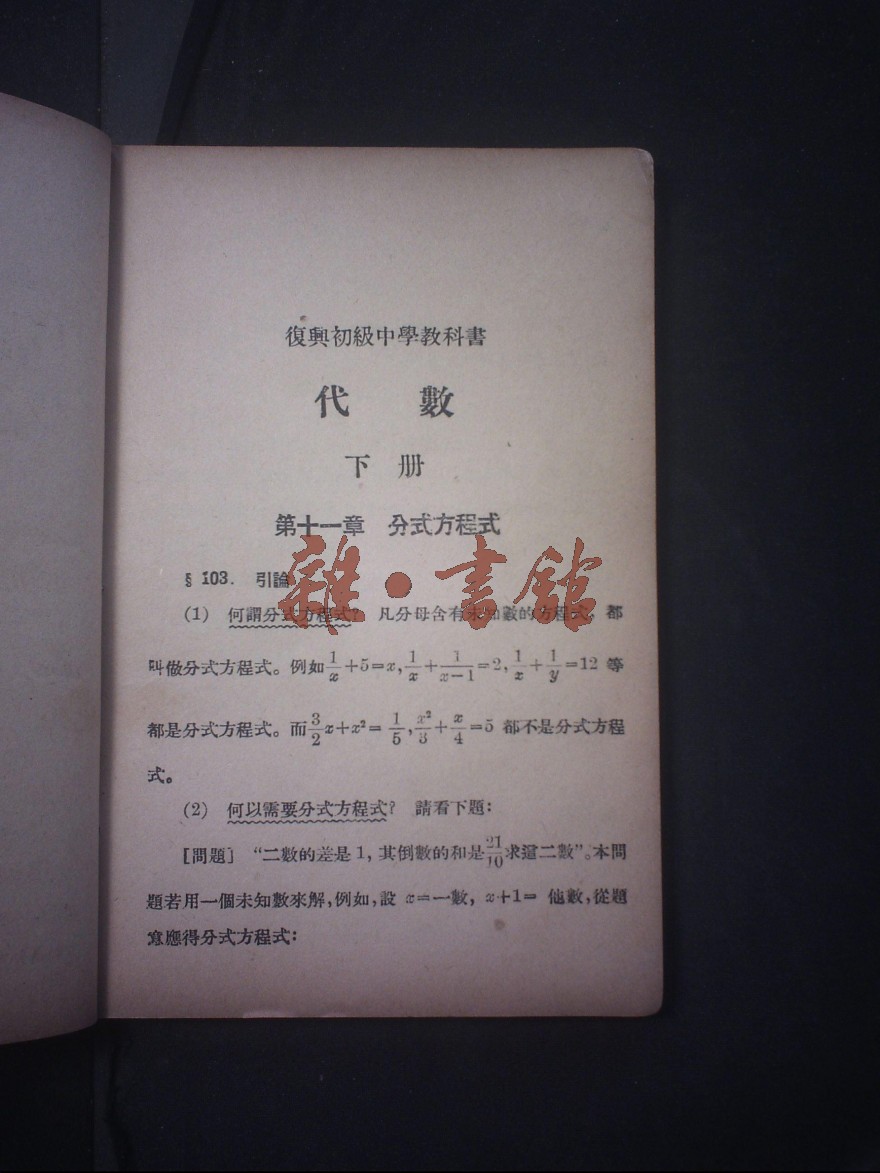 復興初級中學教科書
代數
下册
第十一章 分式方程式
§ 103. 引論
雜·書館
(1) 何謂分式方程式? 凡分母含有未知數的方程式,都
叫做分式方程式。例如 1/x+5=x, 1/x+1/(x−1)=2, 1/x+1/y=12 等
都是分式方程式。而 3/2x+x²=1/5, x²/3+x/4=5 都不是分式方程
式。
(2) 何以需要分式方程式? 請看下題:
[問題] “二數的差是 1, 其倒數的和是 21/10 求這二數”。本問
題若用一個未知數來解,例如,設 x=一數, x+1= 他數,從題
意應得分式方程式: